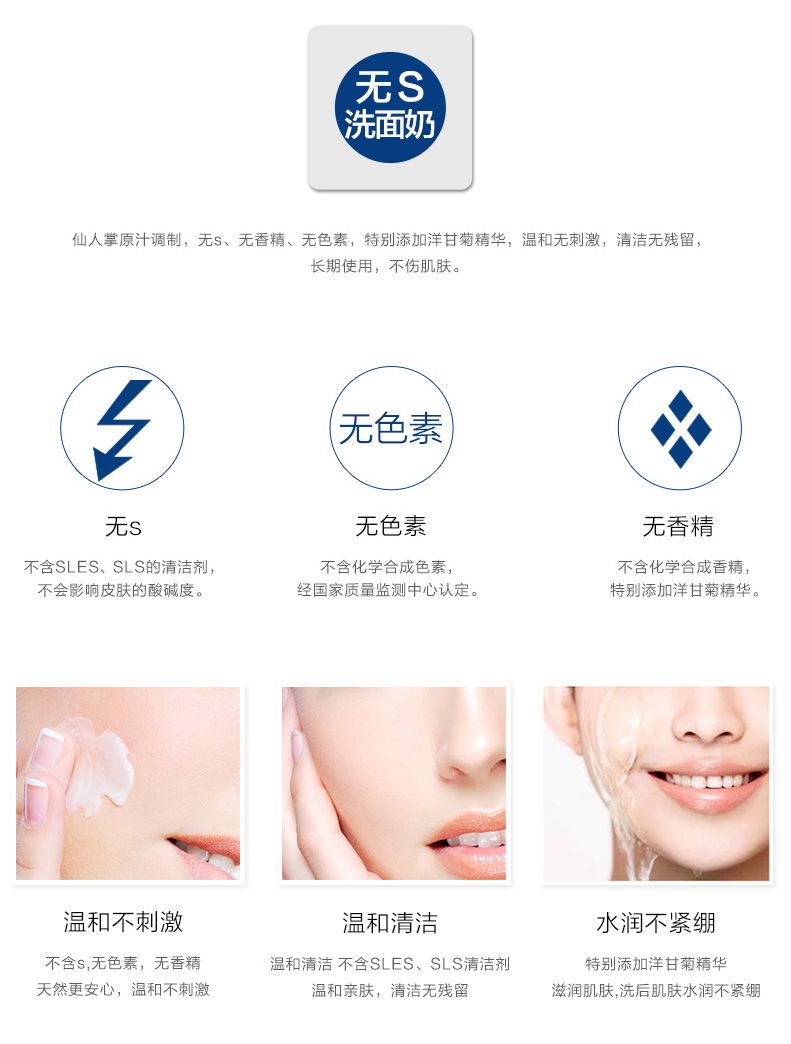 无S
洗面奶
仙人掌原汁调制，无s、无香精、无色素，特别添加洋甘菊精华，温和无刺激，清洁无残留，
长期使用，不伤肌肤。
无色素
无s
无色素
无香精
不含SLES、SLS的清洁剂，
不会影响皮肤的酸碱度。
不含化学合成色素，
经国家质量监测中心认定。
不含化学合成香精，
特别添加洋甘菊精华。
温和不刺激
温和清洁
水润不紧绷
不含s,无色素，无香精
天然更安心，温和不刺激
温和清洁 不含SLES、SLS清洁剂
温和亲肤，清洁无残留
特别添加洋甘菊精华
滋润肌肤,洗后肌肤水润不紧绷